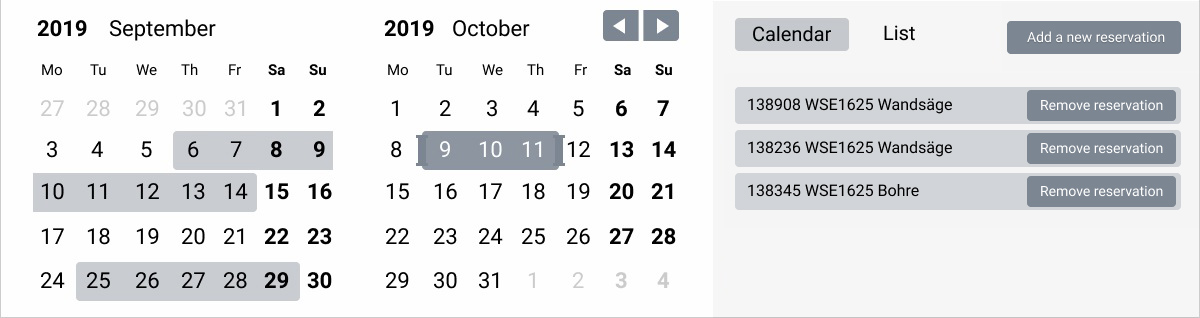 2019 September
Mo Tu We Th Fr Sa Su
27 28 29 30 31 1 2
3 4 5 6 7 8 9
10 11 12 13 14 15 16
17 18 19 20 21 22 23
24 25 26 27 28 29 30
2019 October
Mo Tu We Th Fr Sa Su
1 2 3 4 5 6 7
8 9 10 11 12 13 14
15 16 17 18 19 20 21
22 23 24 25 26 27 28
29 30 31 1 2 3 4
Calendar List Add a new reservation
138908 WSE1625 Wandsäge Remove reservation
138236 WSE1625 Wandsäge Remove reservation
138345 WSE1625 Bohre Remove reservation